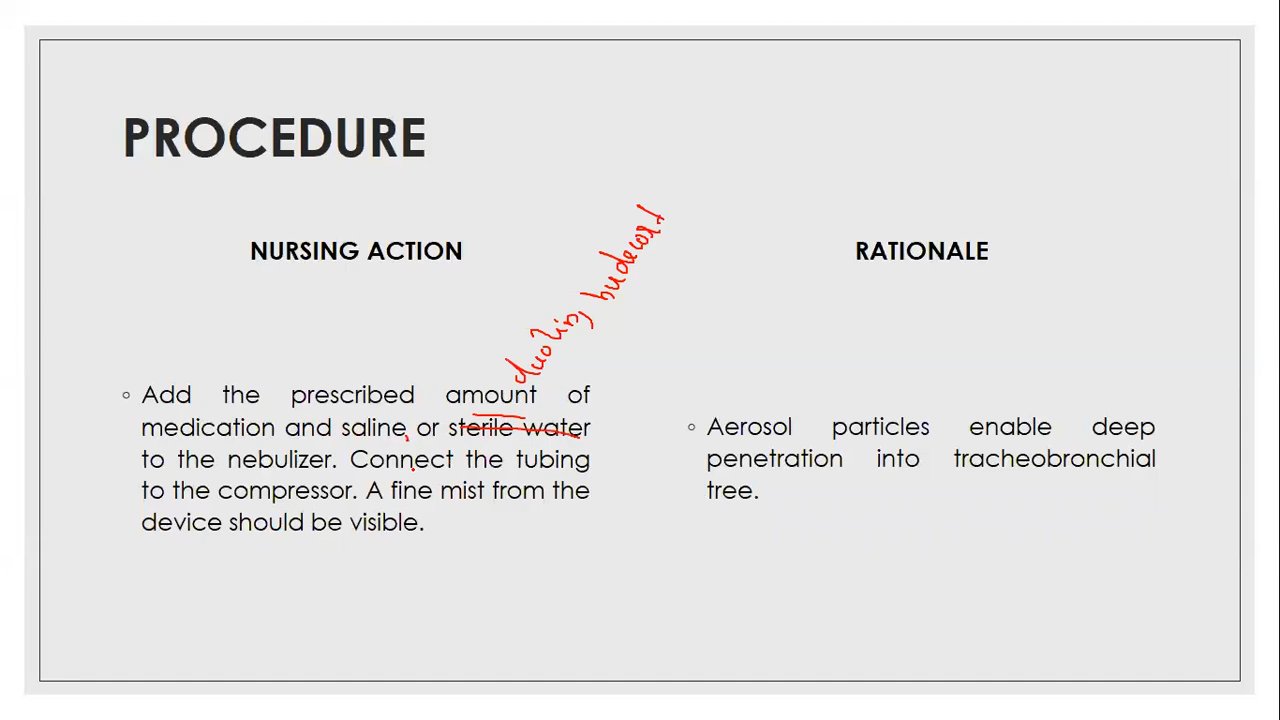 PROCEDURE
NURSING ACTION
RATIONALE
duolin, budecort
◦ Add the prescribed amount of
medication and saline or sterile water
to the nebulizer. Connect the tubing
to the compressor. A fine mist from the
device should be visible.
◦ Aerosol particles enable deep
penetration into tracheobronchial
tree.